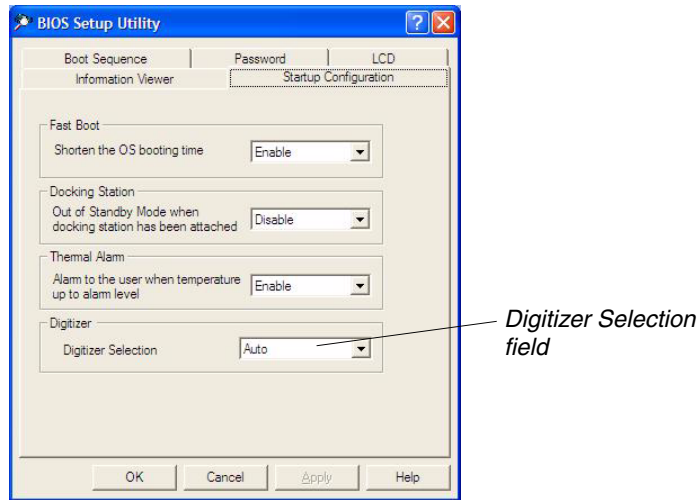 BIOS Setup Utility
Boot Sequence
Password
LCD
Information Viewer
Startup Configuration
Fast Boot
Shorten the OS booting time
Enable
Docking Station
Out of Standby Mode when
docking station has been attached
Disable
Thermal Alarm
Alarm to the user when temperature
up to alarm level
Enable
Digitizer
Digitizer Selection
Auto
Digitizer Selection
field
OK
Cancel
Apply
Help